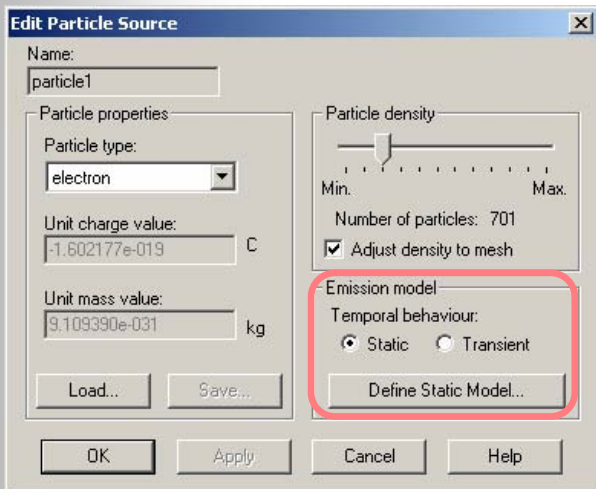 Edit Particle Source
Name:
particle1
Particle properties
Particle type:
electron
Unit charge value:
-1.602177e-019 C
Unit mass value:
9.109390e-031 kg
Load... Save...
Particle density
Min. Max.
Number of particles: 701
Adjust density to mesh
Emission model
Temporal behaviour:
Static Transient
Define Static Model...
OK Apply Cancel Help